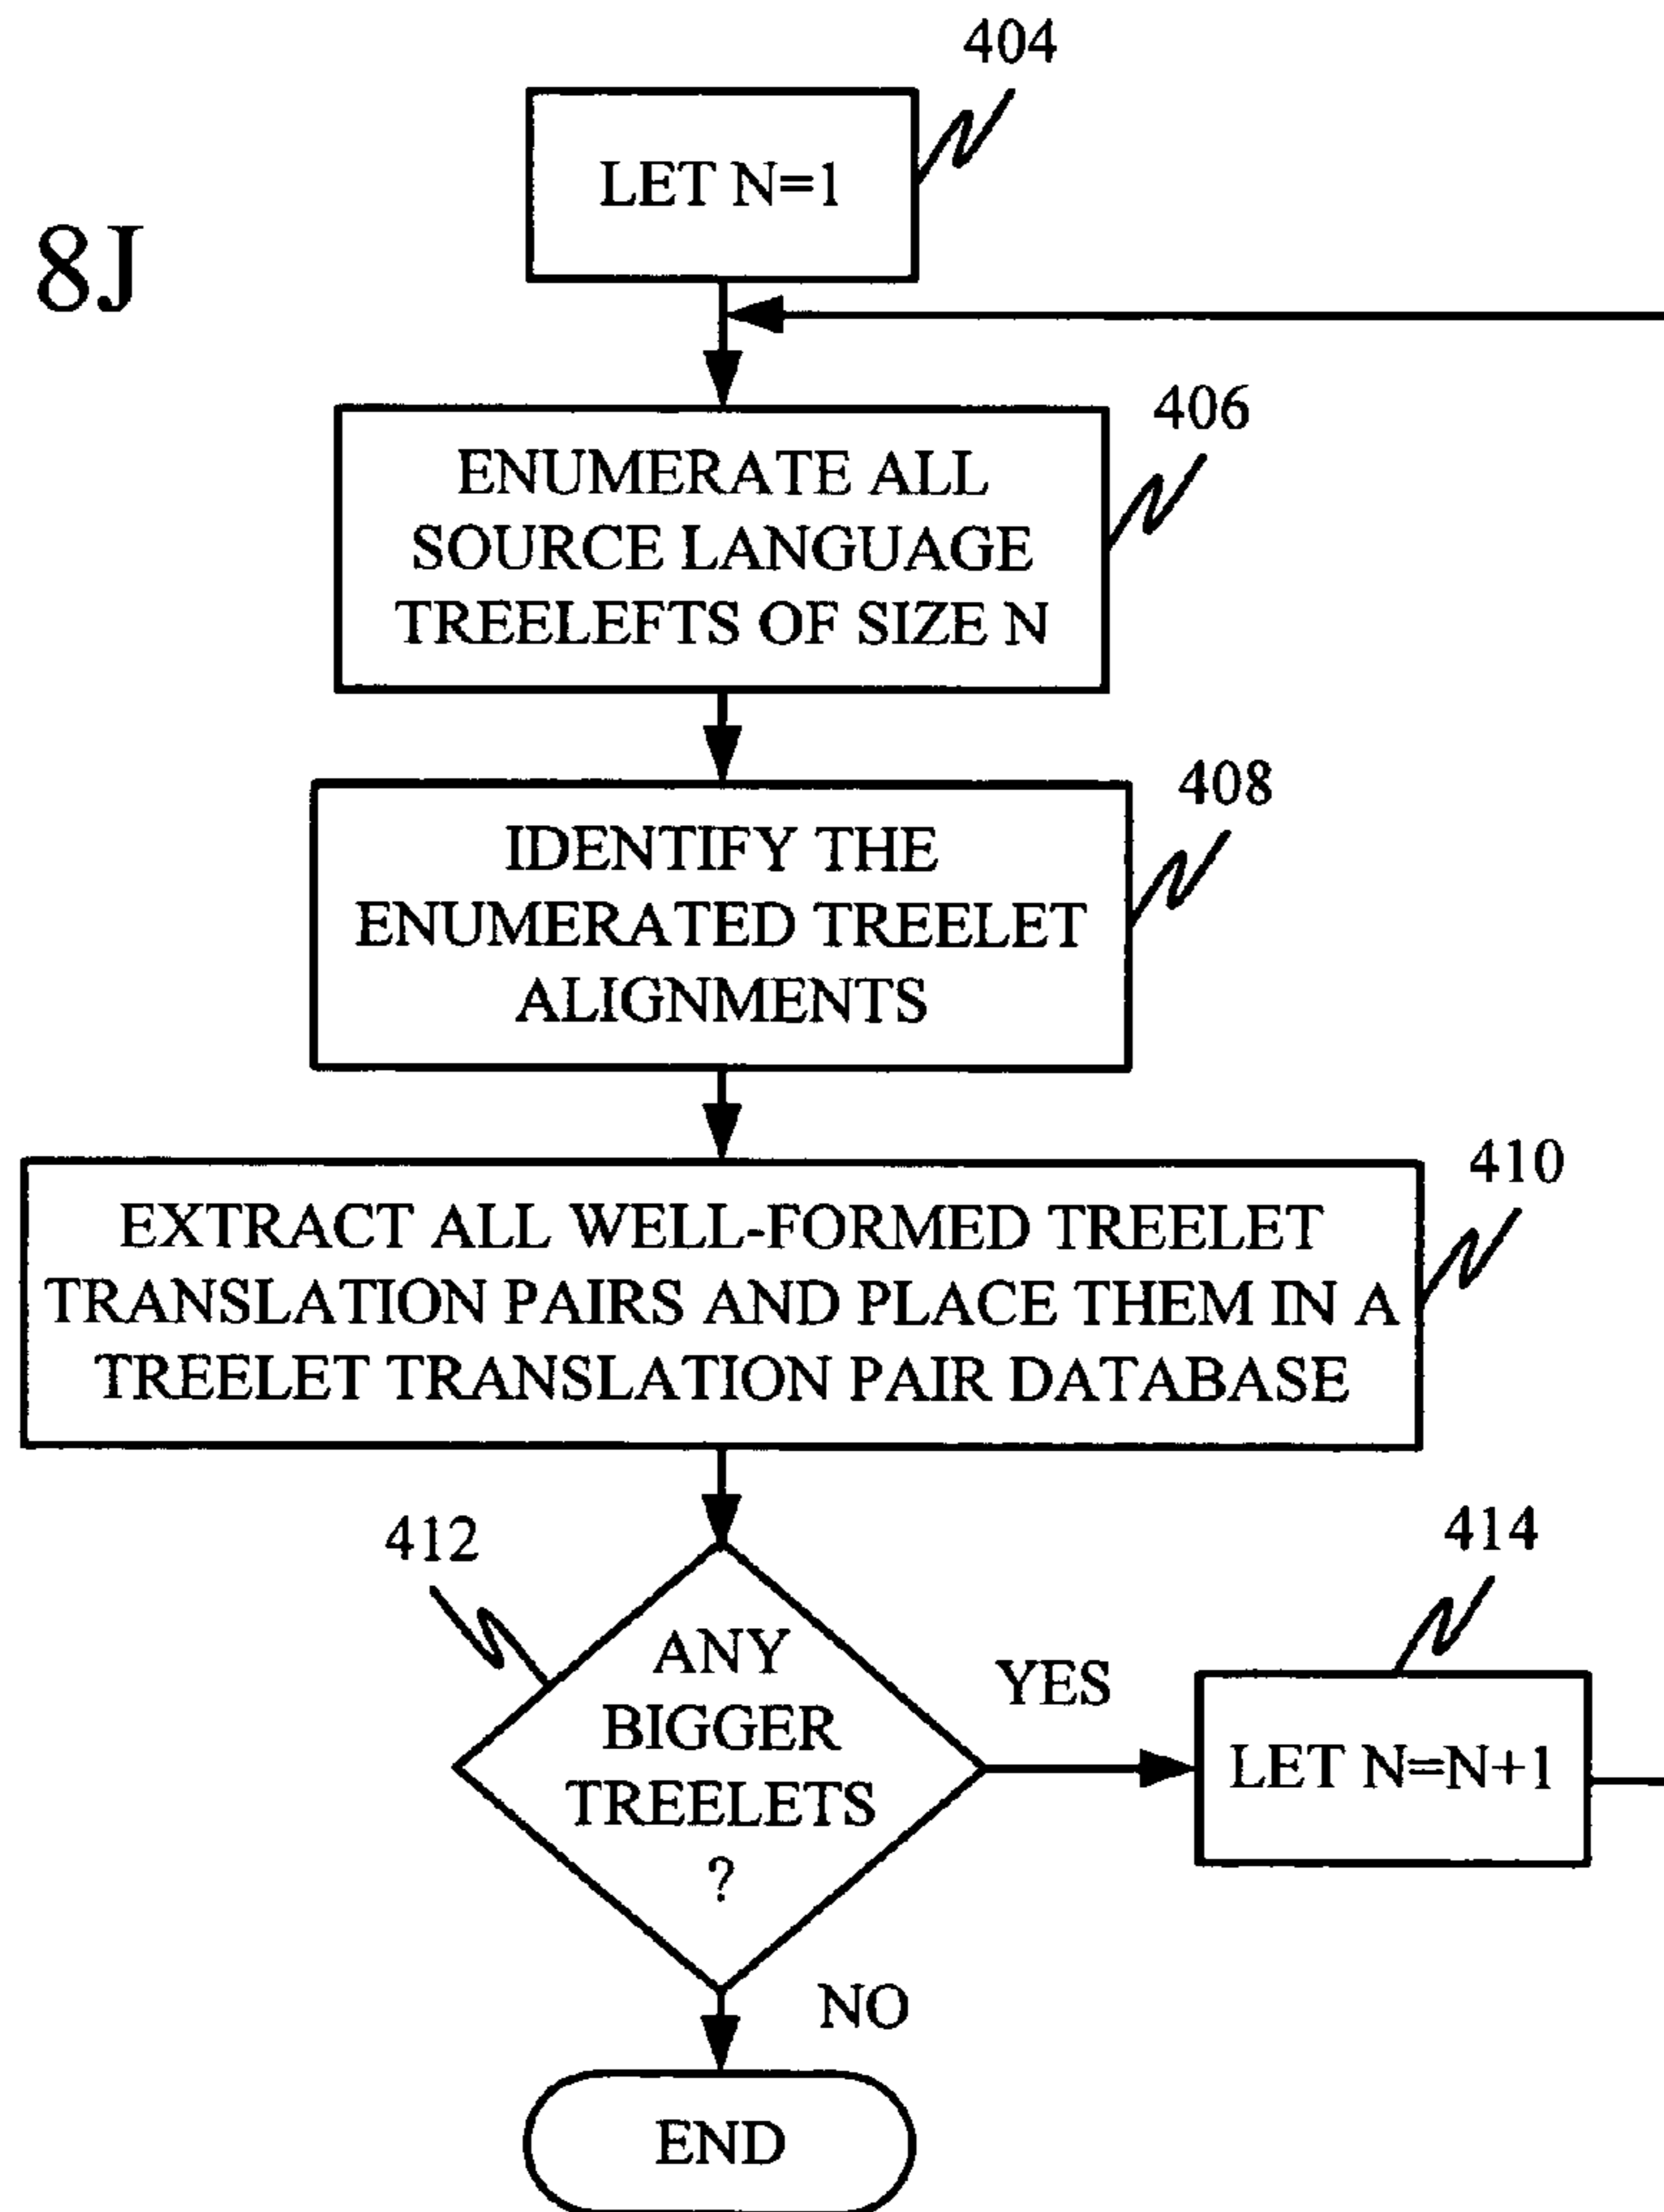 404
LET N=1
8J
406
ENUMERATE ALL
SOURCE LANGUAGE
TREELEFTS OF SIZE N
408
IDENTIFY THE
ENUMERATED TREELET
ALIGNMENTS
410
EXTRACT ALL WELL-FORMED TREELET
TRANSLATION PAIRS AND PLACE THEM IN A
TREELET TRANSLATION PAIR DATABASE
412
414
ANY
BIGGER
TREELETS
?
YES
LET N=N+1
NO
END